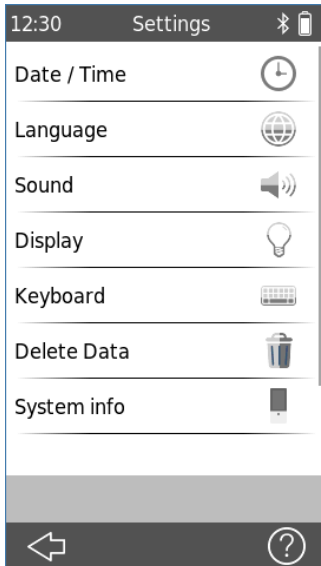 12:30 Settings
Date / Time
Language
Sound
Display
Keyboard
Delete Data
System info
?